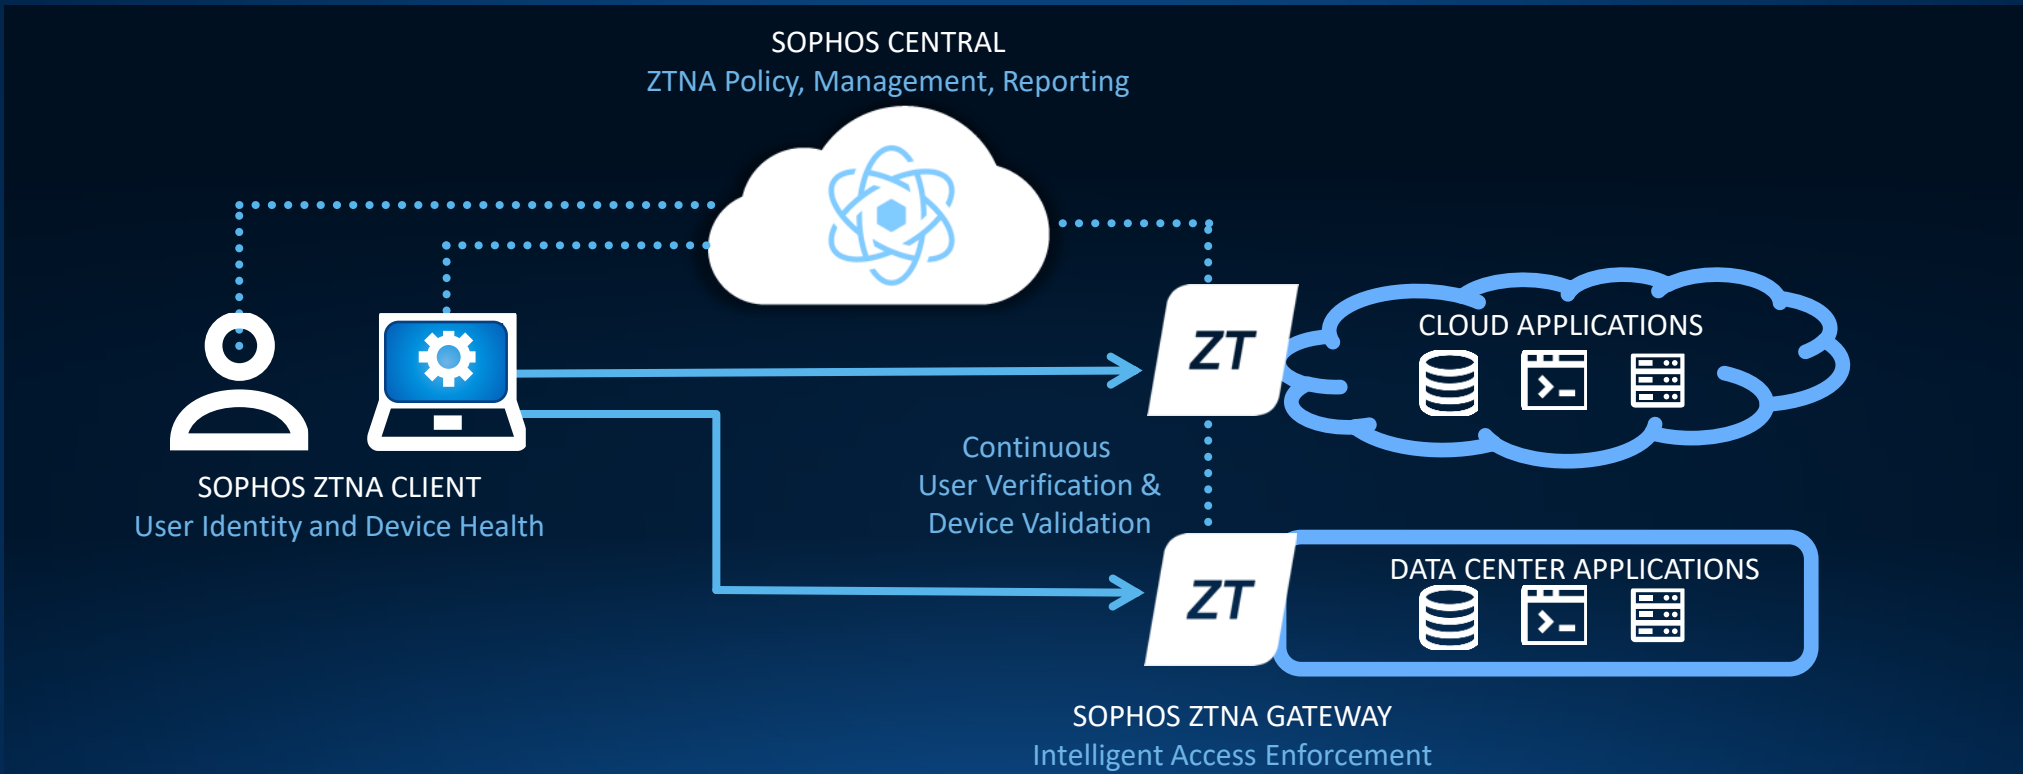 SOPHOS CENTRAL
ZTNA Policy, Management, Reporting
ZT
CLOUD APPLICATIONS
SOPHOS ZTNA CLIENT
User Identity and Device Health
Continuous
User Verification &
Device Validation
ZT
DATA CENTER APPLICATIONS
SOPHOS ZTNA GATEWAY
Intelligent Access Enforcement